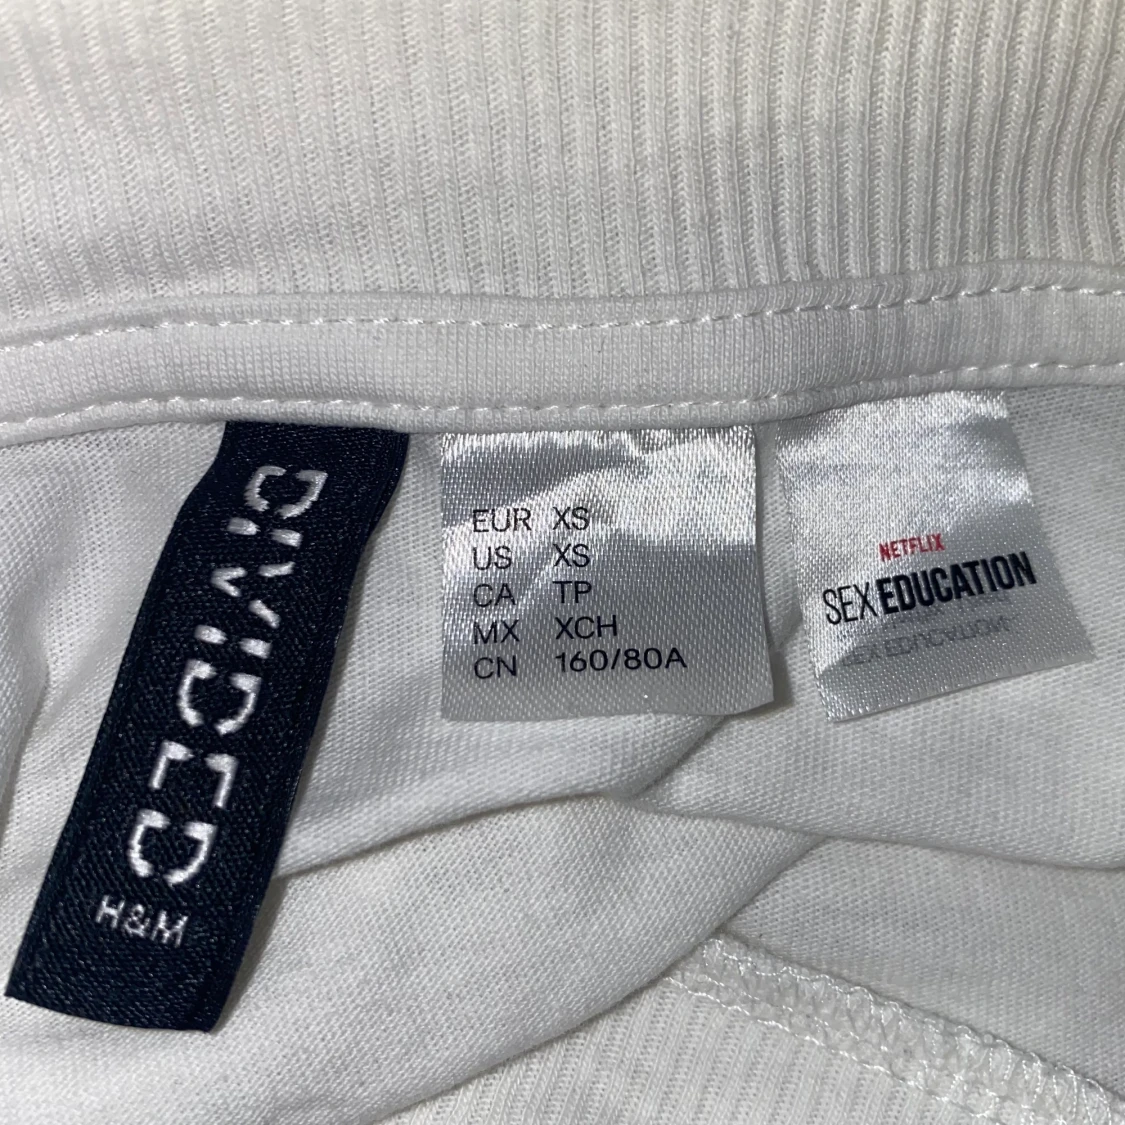 DIVIDED
H&M
EUR XS
US XS
CA TP
MX XCH
CN 160/80A
NETFLIX
SEX EDUCATION